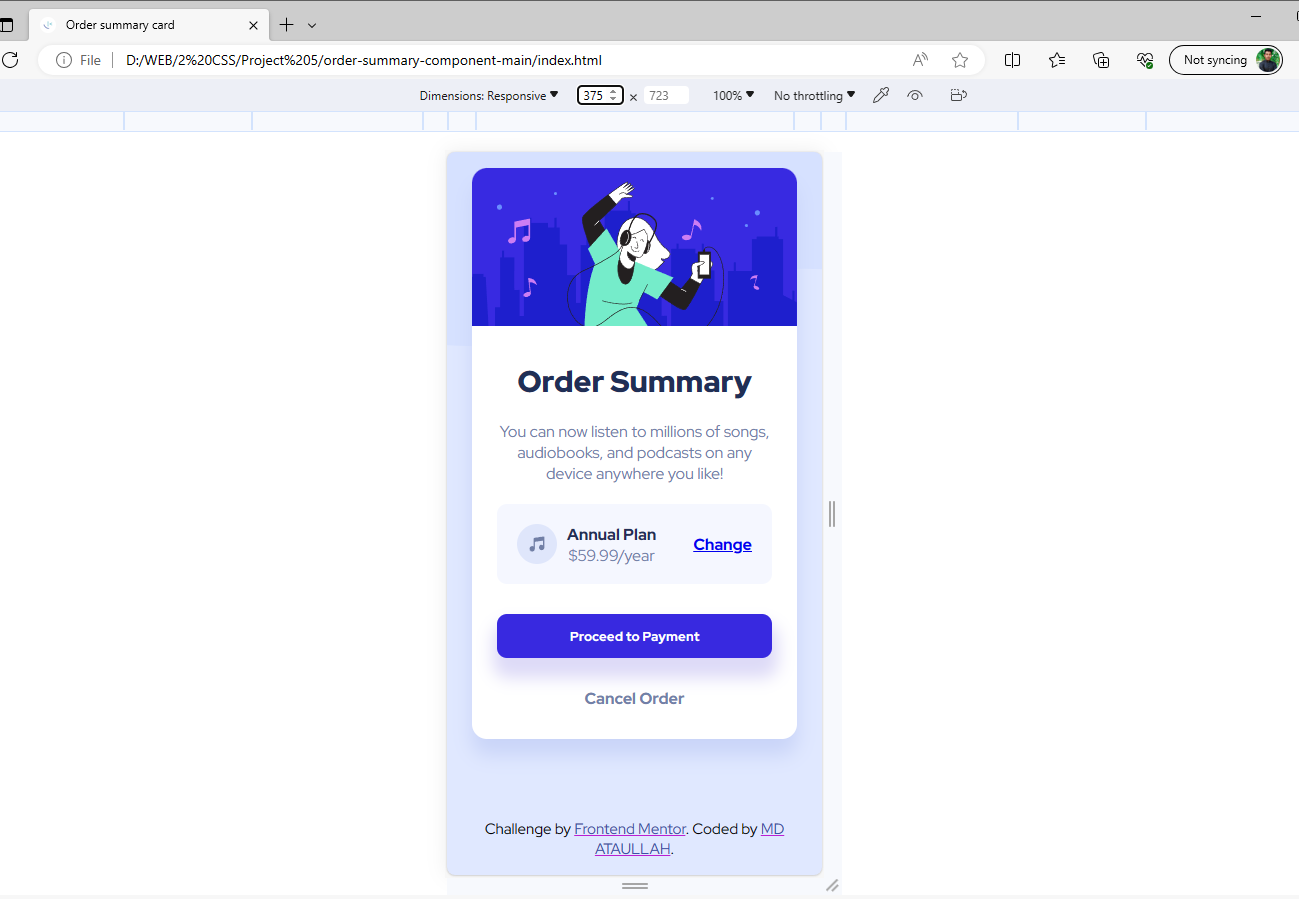 Order summary card
File D:/WEB/2%20CSS/Project%205/order-summary-component-main/index.html Not syncing
Dimensions: Responsive 375 x 723 100% No throttling
Order Summary
You can now listen to millions of songs,
audiobooks, and podcasts on any
device anywhere you like!
Annual Plan
$59.99/year
Change
Proceed to Payment
Cancel Order
Challenge by Frontend Mentor. Coded by MD
ATAULLAH.